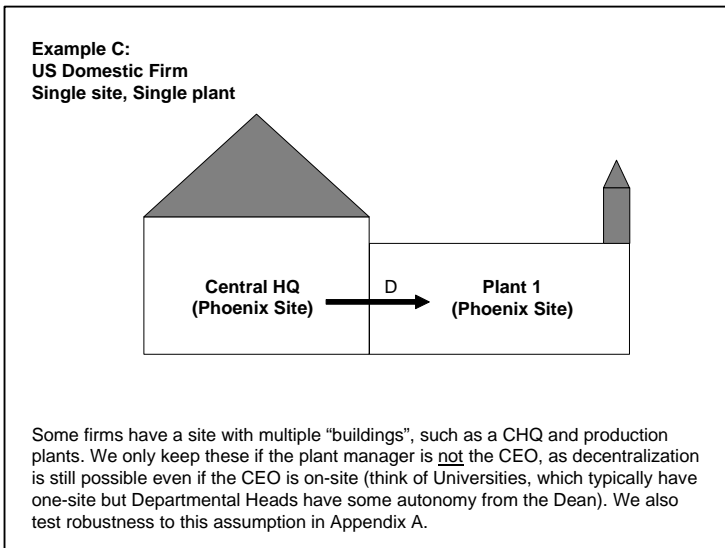 Example C:
US Domestic Firm
Single site, Single plant
Central HQ
(Phoenix Site)
D
Plant 1
(Phoenix Site)
Some firms have a site with multiple “buildings”, such as a CHQ and production
plants. We only keep these if the plant manager is not the CEO, as decentralization
is still possible even if the CEO is on-site (think of Universities, which typically have
one-site but Departmental Heads have some autonomy from the Dean). We also
test robustness to this assumption in Appendix A.